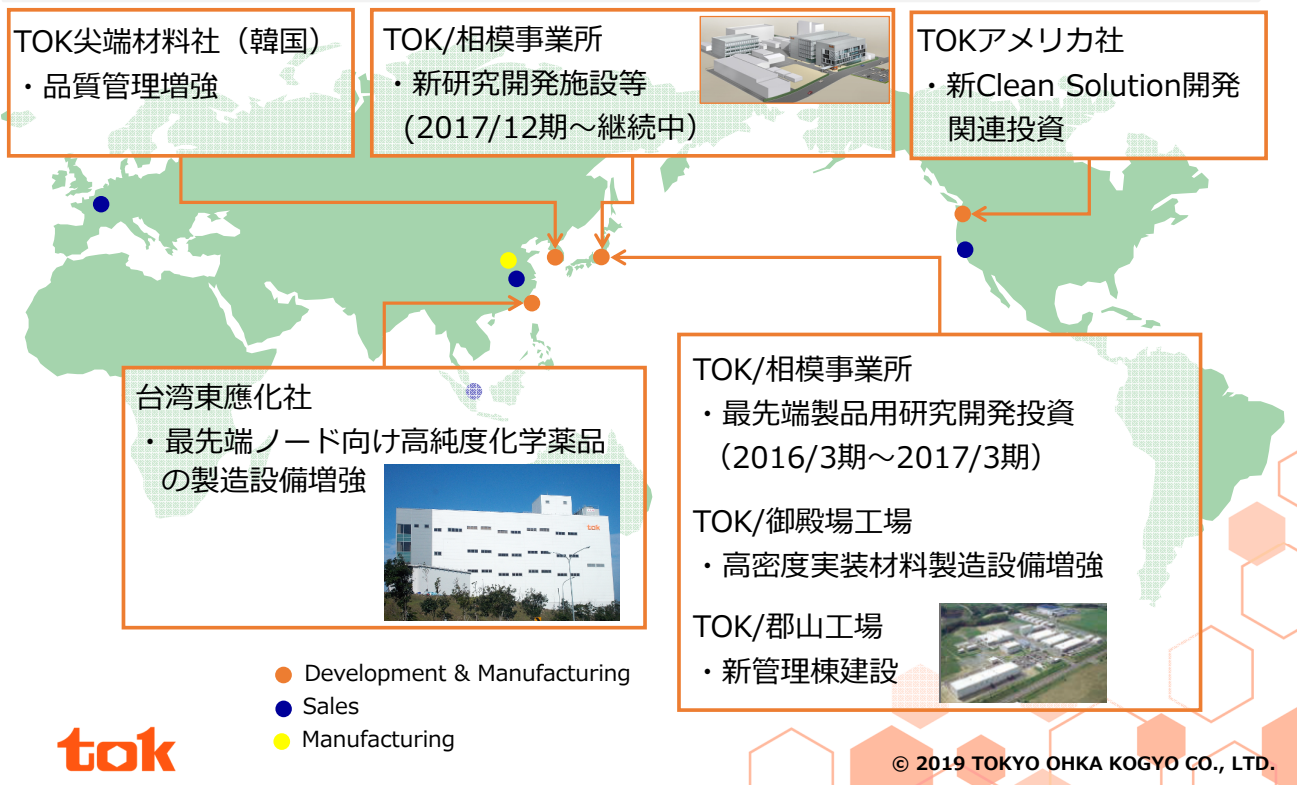 TOK尖端材料社（韓国）
・品質管理増強
TOK/相模事業所
・新研究開発施設等
(2017/12期～継続中）
TOKアメリカ社
・新Clean Solution開発
関連投資
台湾東應化社
・最先端ノード向け高純度化学薬品
の製造設備増強
tok
TOK/相模事業所
・最先端製品用研究開発投資
（2016/3期～2017/3期）
TOK/御殿場工場
・高密度実装材料製造設備増強
TOK/郡山工場
・新管理棟建設
Development & Manufacturing
Sales
Manufacturing
tok
© 2019 TOKYO OHKA KOGYO CO., LTD.